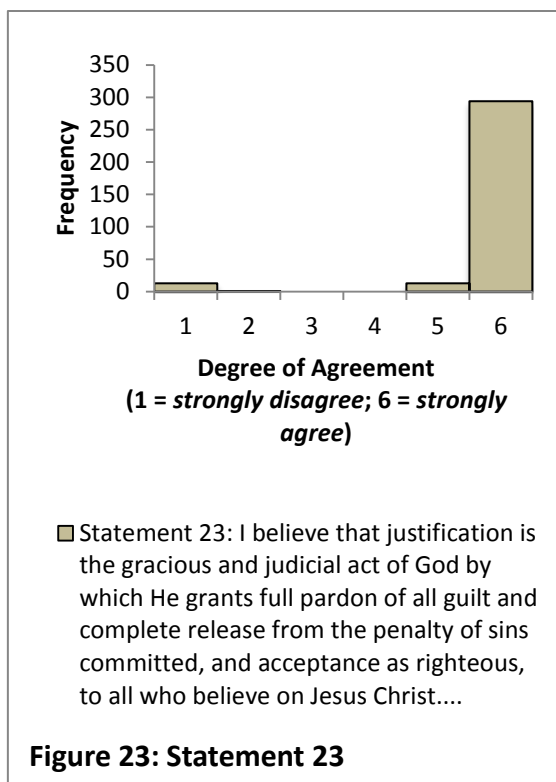 350
300
250
200
150
100
50
0
Frequency
1 2 3 4 5 6
Degree of Agreement
(1 = strongly disagree; 6 = strongly
agree)
Statement 23: I believe that justification is
the gracious and judicial act of God by
which He grants full pardon of all guilt and
complete release from the penalty of sins
committed, and acceptance as righteous,
to all who believe on Jesus Christ....
Figure 23: Statement 23